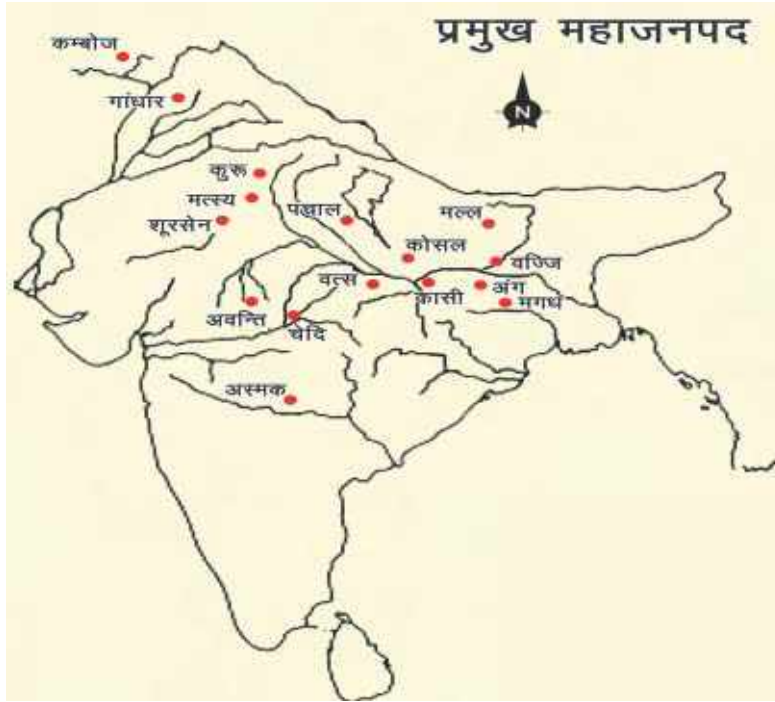 प्रमुख महाजनपद
कम्बोज
गांधार
N
कुरू
मत्स्य
शूरसेन
पंञ्जाल
मल्ल
कोसल
वज्जि
वत्स
कासी
अंग
मगध
अवन्ति
चेदि
अस्मक